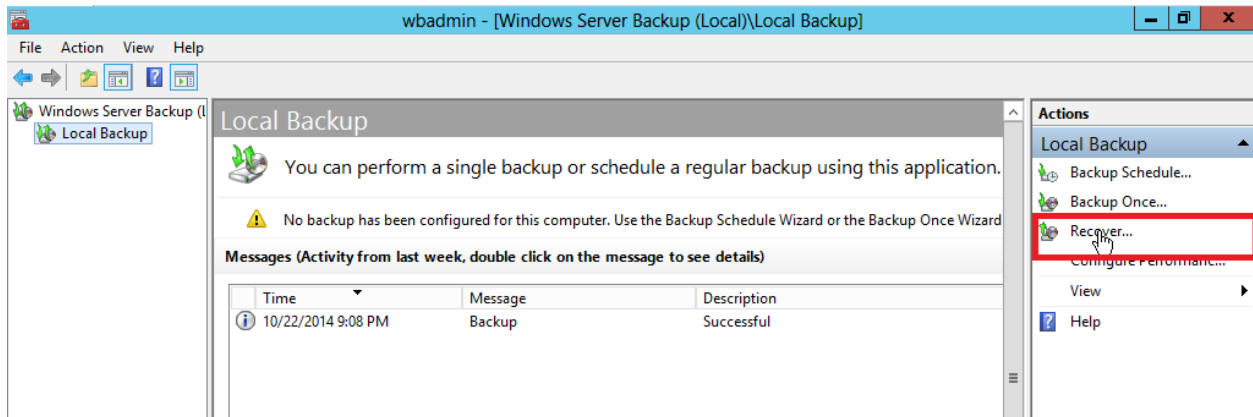 wbadmin - [Windows Server Backup (Local)\Local Backup]
File Action View Help
Windows Server Backup (L
Local Backup
Local Backup
You can perform a single backup or schedule a regular backup using this application.
No backup has been configured for this computer. Use the Backup Schedule Wizard or the Backup Once Wizard
Messages (Activity from last week, double click on the message to see details)
Time Message Description
10/22/2014 9:08 PM Backup Successful
Actions
Local Backup
Backup Schedule...
Backup Once...
Recover...
Configure Performanc...
View
Help